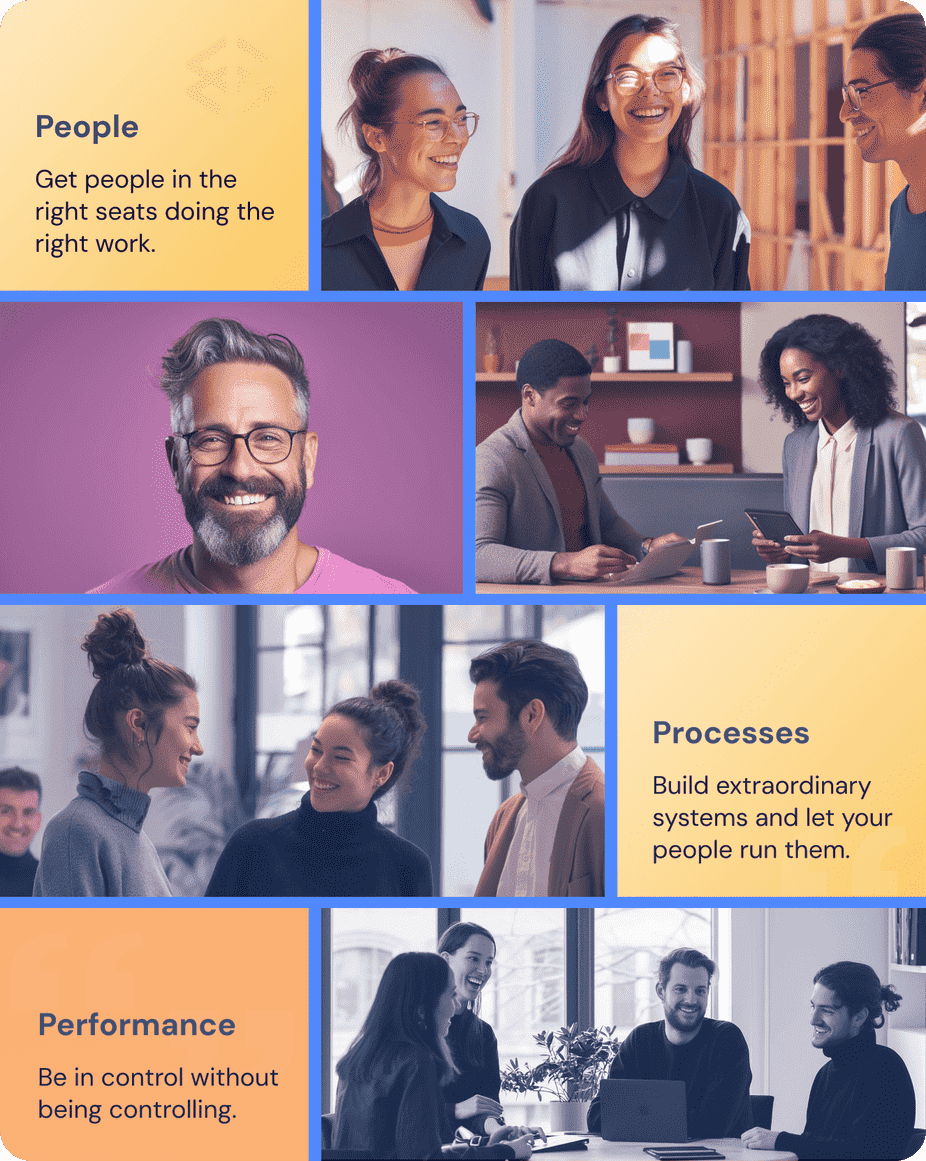 People
Get people in the
right seats doing the
right work.
Processes
Build extraordinary
systems and let your
people run them.
Performance
Be in control without
being controlling.